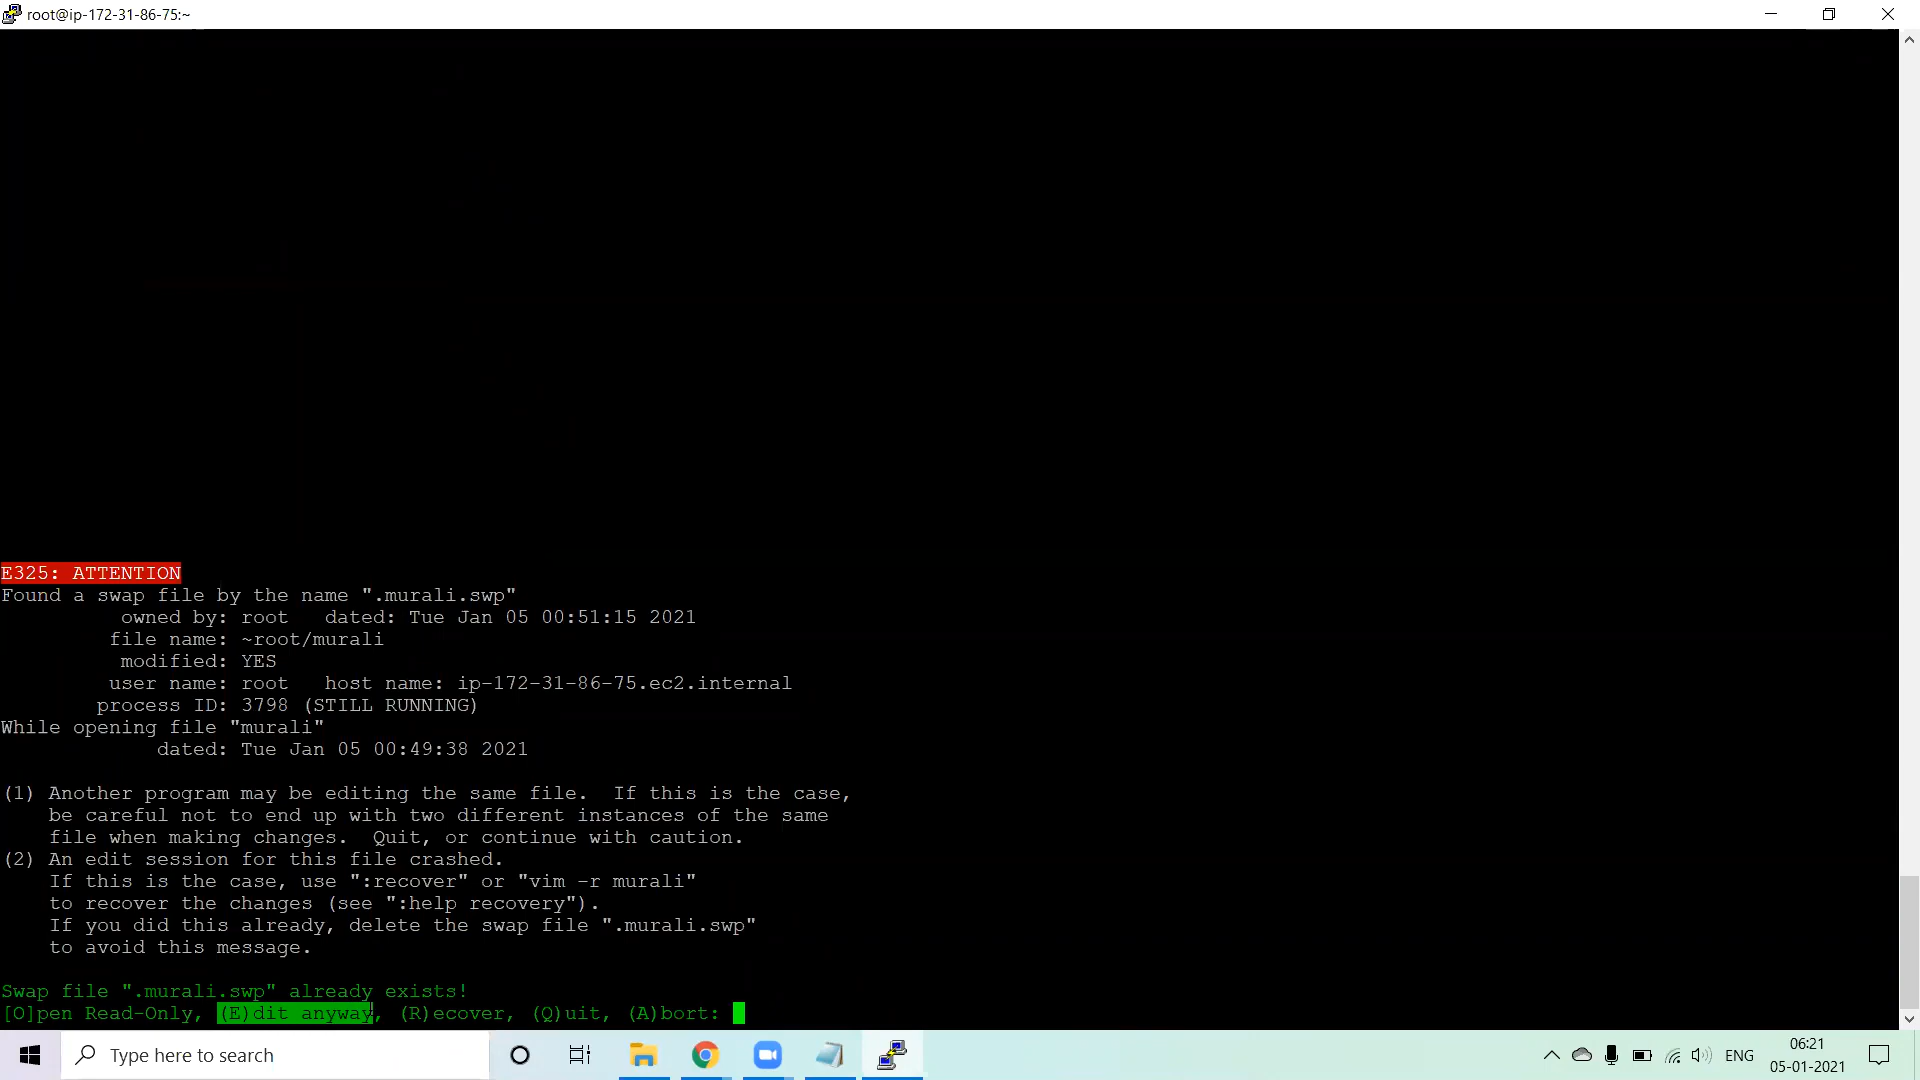 root@ip-172-31-86-75:~
E325: ATTENTION
Found a swap file by the name ".murali.swp"
          owned by: root   dated: Tue Jan 05 00:51:15 2021
         file name: ~root/murali
          modified: YES
         user name: root   host name: ip-172-31-86-75.ec2.internal
        process ID: 3798 (STILL RUNNING)
While opening file "murali"
             dated: Tue Jan 05 00:49:38 2021
(1) Another program may be editing the same file.  If this is the case,
    be careful not to end up with two different instances of the same
    file when making changes.  Quit, or continue with caution.
(2) An edit session for this file crashed.
    If this is the case, use ":recover" or "vim -r murali"
    to recover the changes (see ":help recovery").
    If you did this already, delete the swap file ".murali.swp"
    to avoid this message.
Swap file ".murali.swp" already exists!
[O]pen Read-Only, (E)dit anyway, (R)ecover, (Q)uit, (A)bort:
Type here to search
ENG
06:21
05-01-2021